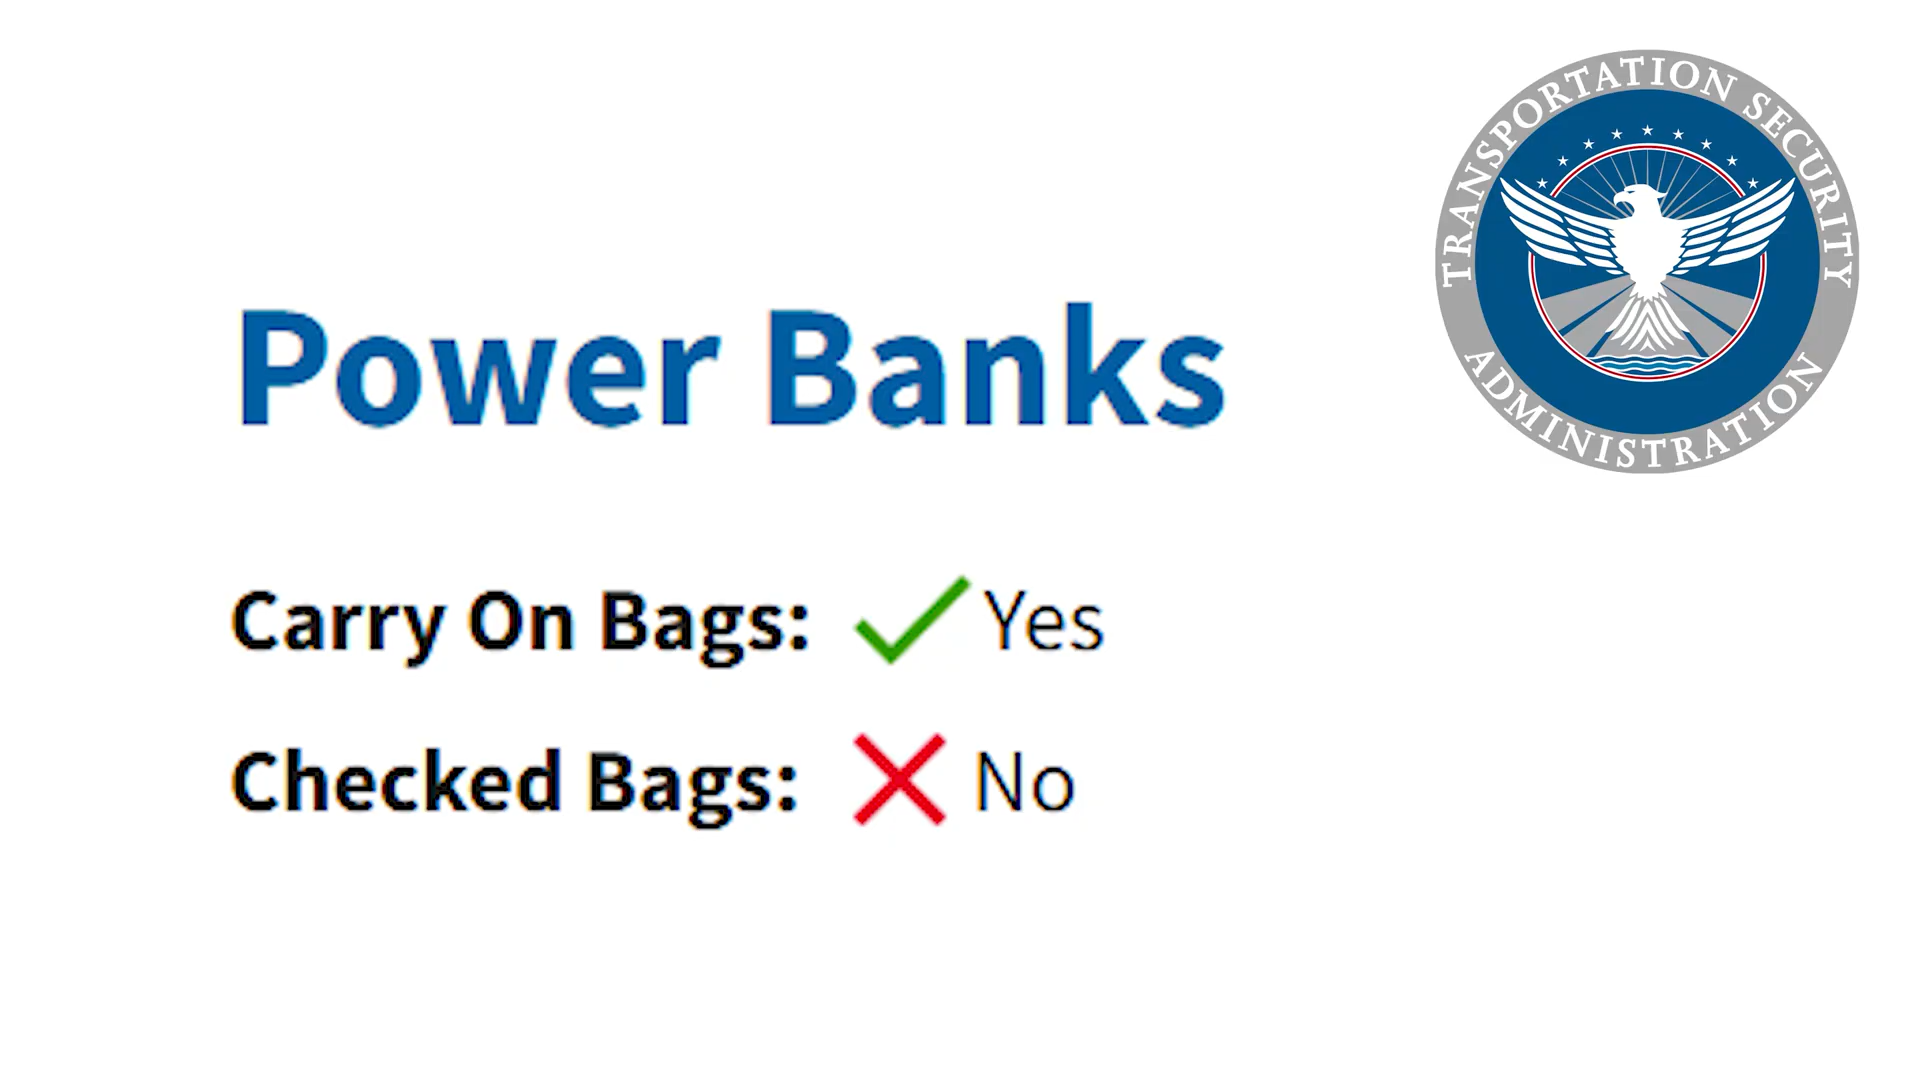 TRANSPORTATION SECURITY
ADMINISTRATION
Power Banks
Carry On Bags: Yes
Checked Bags: No